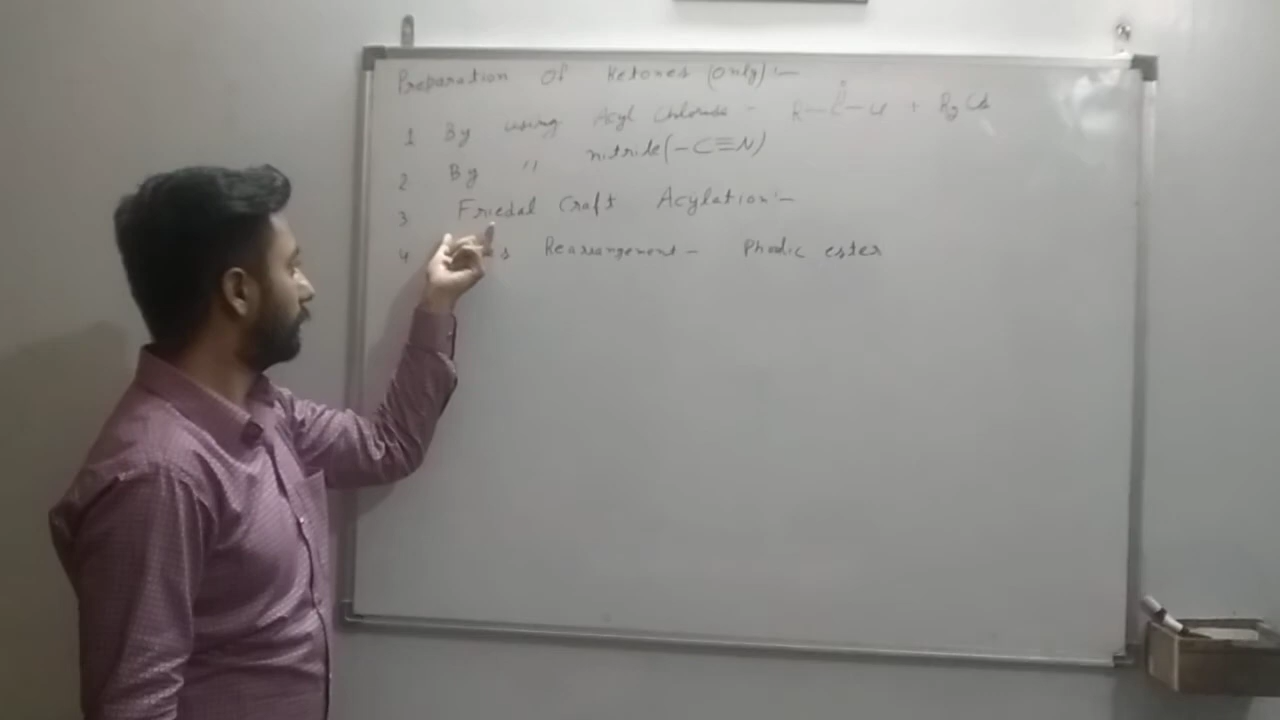 Preparation Of Ketones (only) :-
1 By using Acyl Chloride - R-C-Cl + R2Cd
2 By " nitrile (-C≡N)
3 Friedal Craft Acylation :-
4 Rearrangement - Phenolic ester